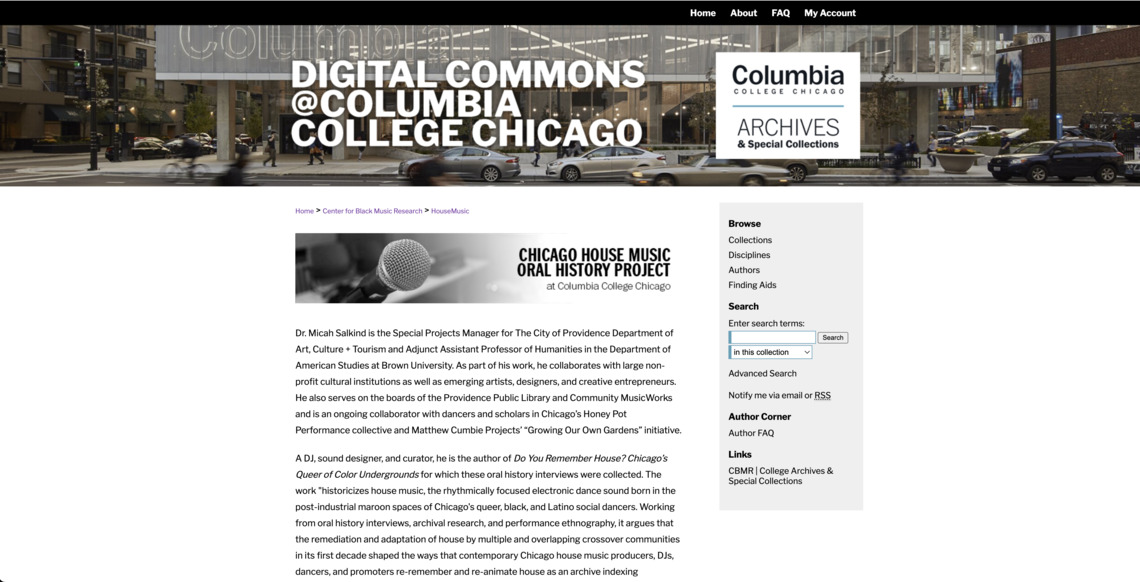 Home About FAQ My Account
Columbia
DIGITAL COMMONS
@COLUMBIA
COLLEGE CHICAGO
Columbia
COLLEGE CHICAGO
ARCHIVES
& Special Collections
Home > Center for Black Music Research > HouseMusic
CHICAGO HOUSE MUSIC
ORAL HISTORY PROJECT
at Columbia College Chicago
Dr. Micah Salkind is the Special Projects Manager for The City of Providence Department of
Art, Culture + Tourism and Adjunct Assistant Professor of Humanities in the Department of
American Studies at Brown University. As part of his work, he collaborates with large non-
profit cultural institutions as well as emerging artists, designers, and creative entrepreneurs.
He also serves on the boards of the Providence Public Library and Community MusicWorks
and is an ongoing collaborator with dancers and scholars in Chicago's Honey Pot
Performance collective and Matthew Cumbie Projects' "Growing Our Own Gardens" initiative.
A DJ, sound designer, and curator, he is the author of Do You Remember House? Chicago's
Queer of Color Undergrounds for which these oral history interviews were collected. The
work "historicizes house music, the rhythmically focused electronic dance sound born in the
post-industrial maroon spaces of Chicago's queer, black, and Latino social dancers. Working
from oral history interviews, archival research, and performance ethnography, it argues that
the remediation and adaptation of house by multiple and overlapping crossover communities
in its first decade shaped the ways that contemporary Chicago house music producers, DJs,
dancers, and promoters re-remember and re-animate house as an archive indexing
Browse
Collections
Disciplines
Authors
Finding Aids
Search
Enter search terms:
Search
in this collection
Advanced Search
Notify me via email or RSS
Author Corner
Author FAQ
Links
CBMR | College Archives &
Special Collections